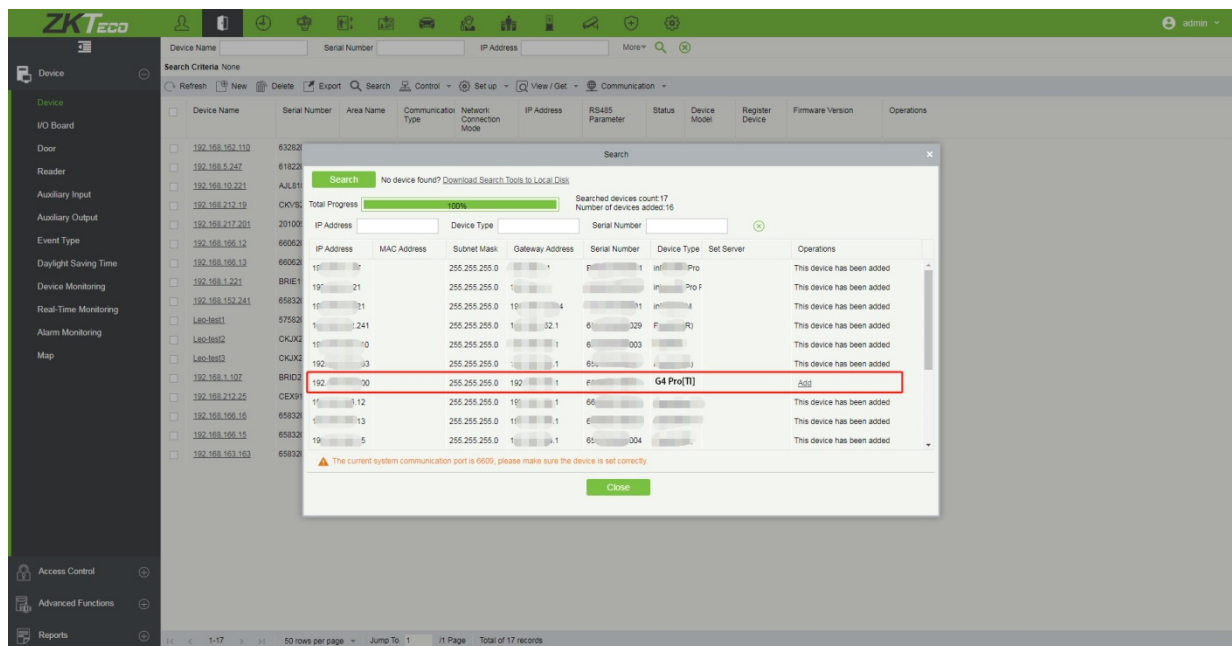 ZKTeco
admin
Device Name Serial Number IP Address More
Search Criteria None
Refresh New Delete Export Search Control Set up View / Get Communication
Device
Device
I/O Board
Door
Reader
Auxiliary Input
Auxiliary Output
Event Type
Daylight Saving Time
Device Monitoring
Real-Time Monitoring
Alarm Monitoring
Map
Access Control
Advanced Functions
Reports
Device Name Serial Number Area Name Communication Type Network Connection Mode IP Address RS485 Parameter Status Device Model Register Device Firmware Version Operations
192.168.162.110
192.168.5.247
192.168.10.221
192.168.212.19
192.168.217.201
192.168.166.12
192.168.166.13
192.168.1.221
192.168.152.241
Leo-test1
Leo-test2
Leo-test3
192.168.1.107
192.168.212.25
192.168.166.16
192.168.166.15
192.168.163.163
Search
Search No device found? Download Search Tools to Local Disk
Total Progress 100% Searched devices count:17
Number of devices added:16
IP Address Device Type Serial Number
IP Address MAC Address Subnet Mask Gateway Address Serial Number Device Type Set Server Operations
255.255.255.0 Pro This device has been added
255.255.255.0 Pro F This device has been added
255.255.255.0 This device has been added
255.255.255.0 This device has been added
255.255.255.0 This device has been added
255.255.255.0 This device has been added
255.255.255.0 G4 Pro[TI] Add
255.255.255.0 This device has been added
255.255.255.0 This device has been added
255.255.255.0 This device has been added
The current system communication port is 6609, please make sure the device is set correctly.
Close
1-17 50 rows per page Jump To 1 /1 Page Total of 17 records